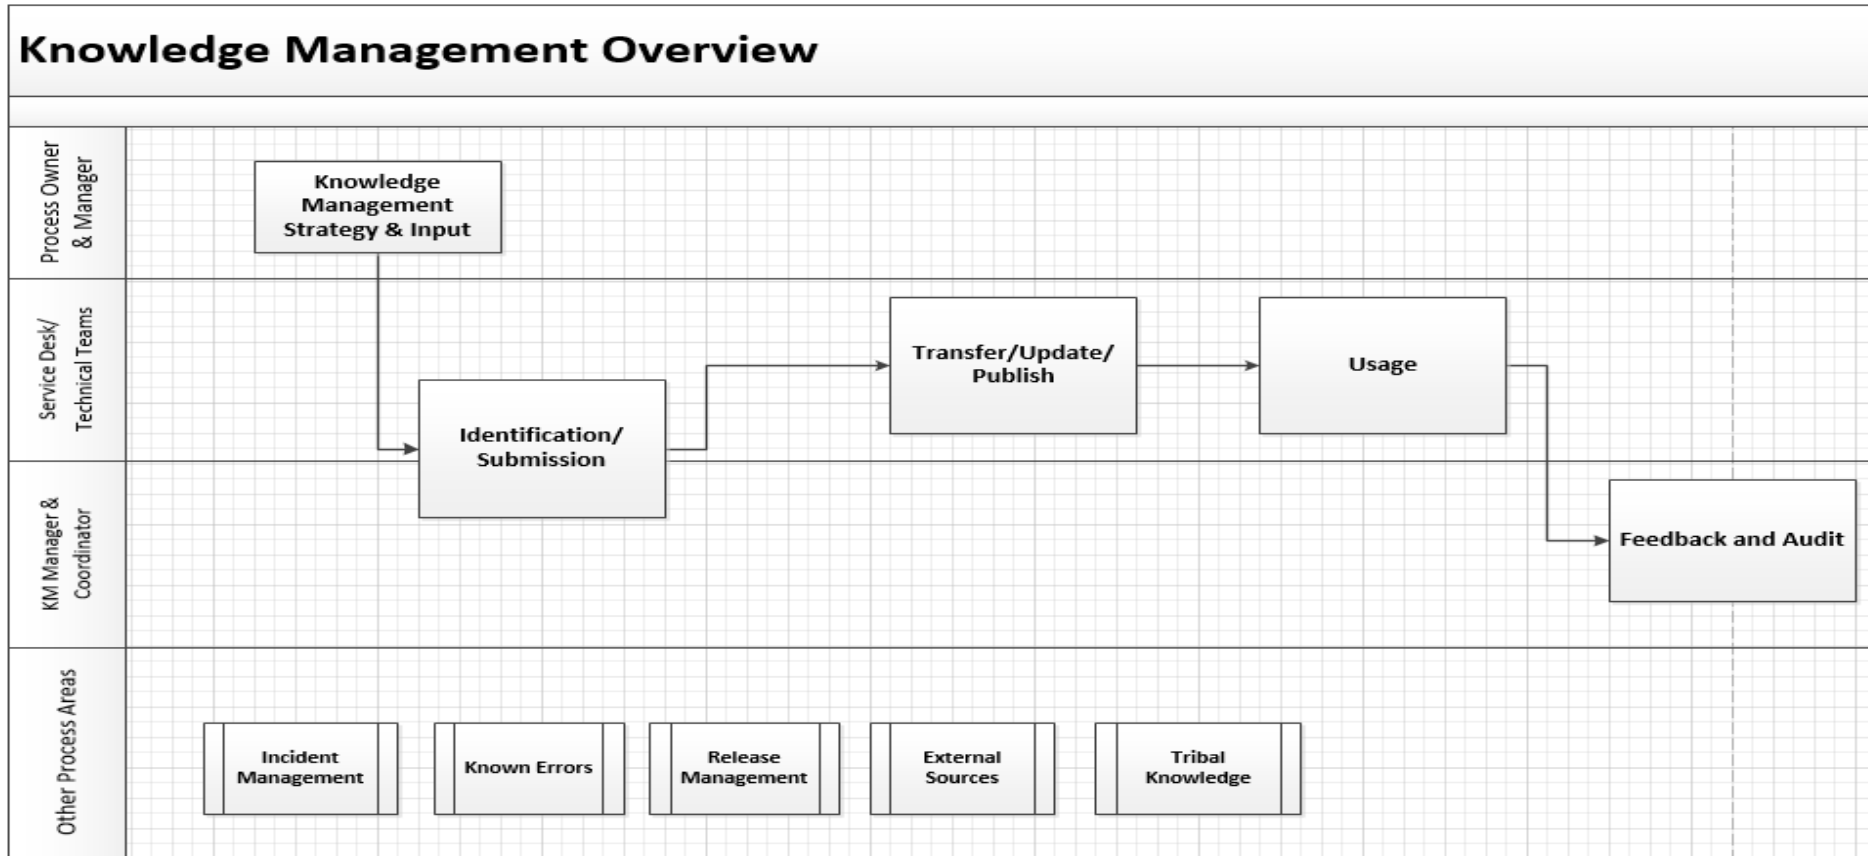 Knowledge Management Overview
Process Owner
& Manager
Knowledge
Management
Strategy & Input
Service Desk/
Technical Teams
Identification/
Submission
Transfer/Update/
Publish
Usage
KM Manager &
Coordinator
Feedback and Audit
Other Process Areas
Incident
Management
Known Errors
Release
Management
External
Sources
Tribal
Knowledge